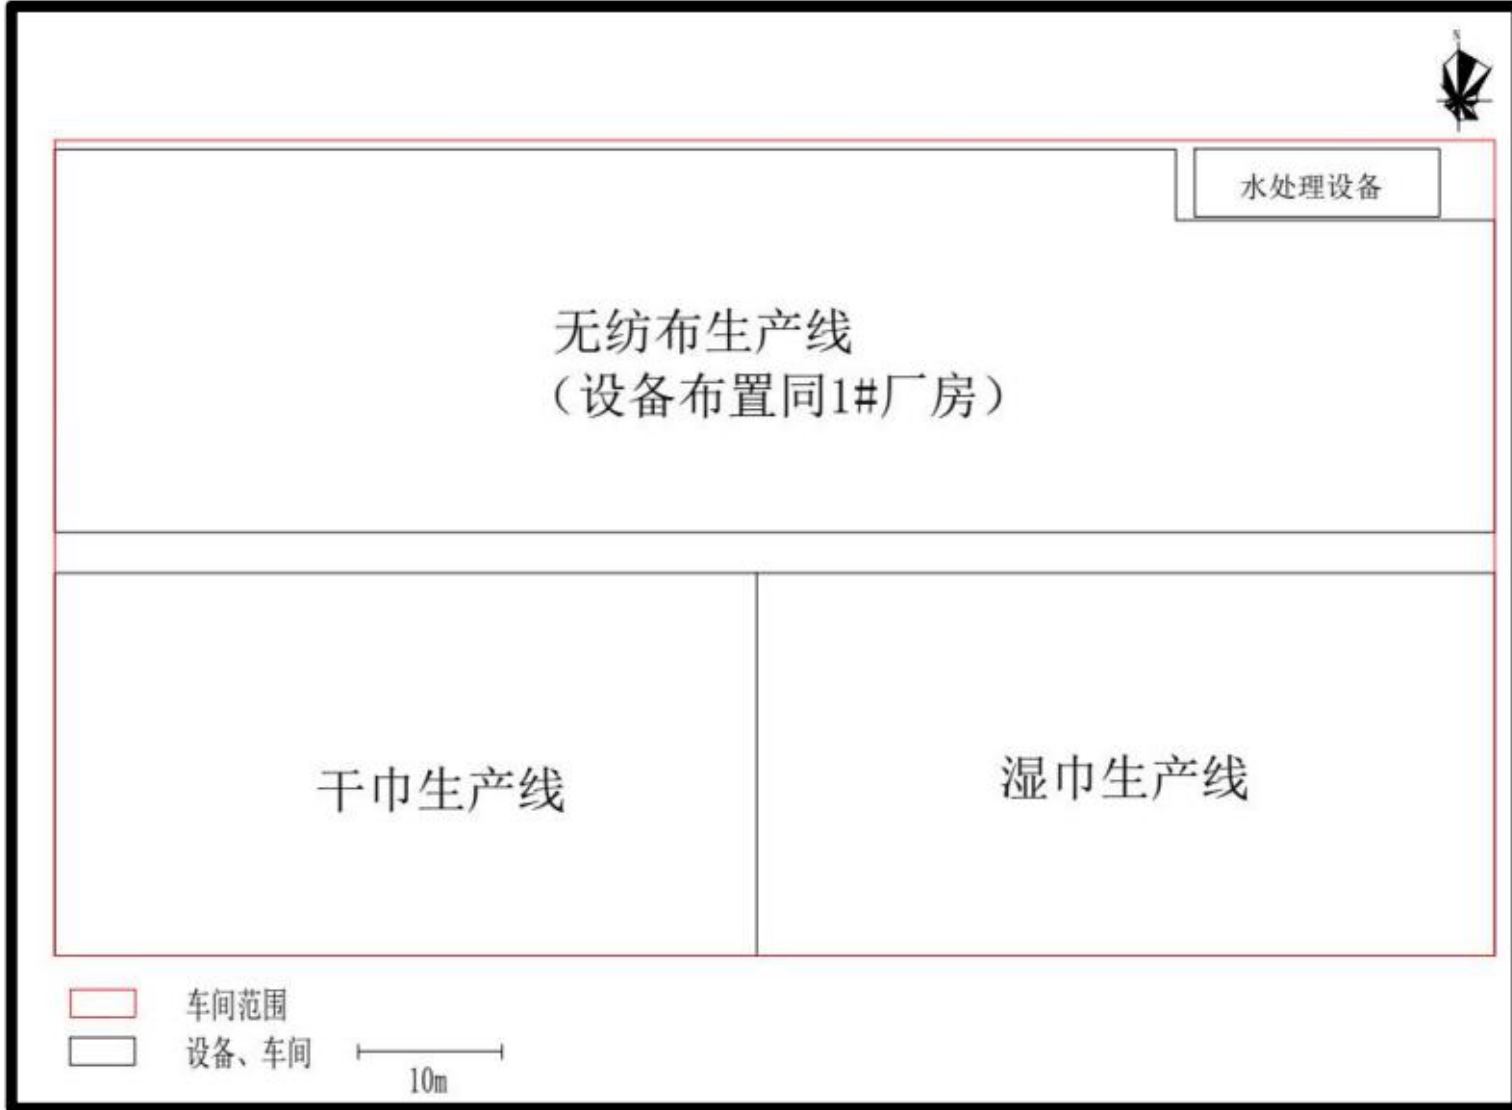 N
水处理设备
无纺布生产线
（设备布置同1#厂房）
干巾生产线
湿巾生产线
车间范围
设备、车间
10m